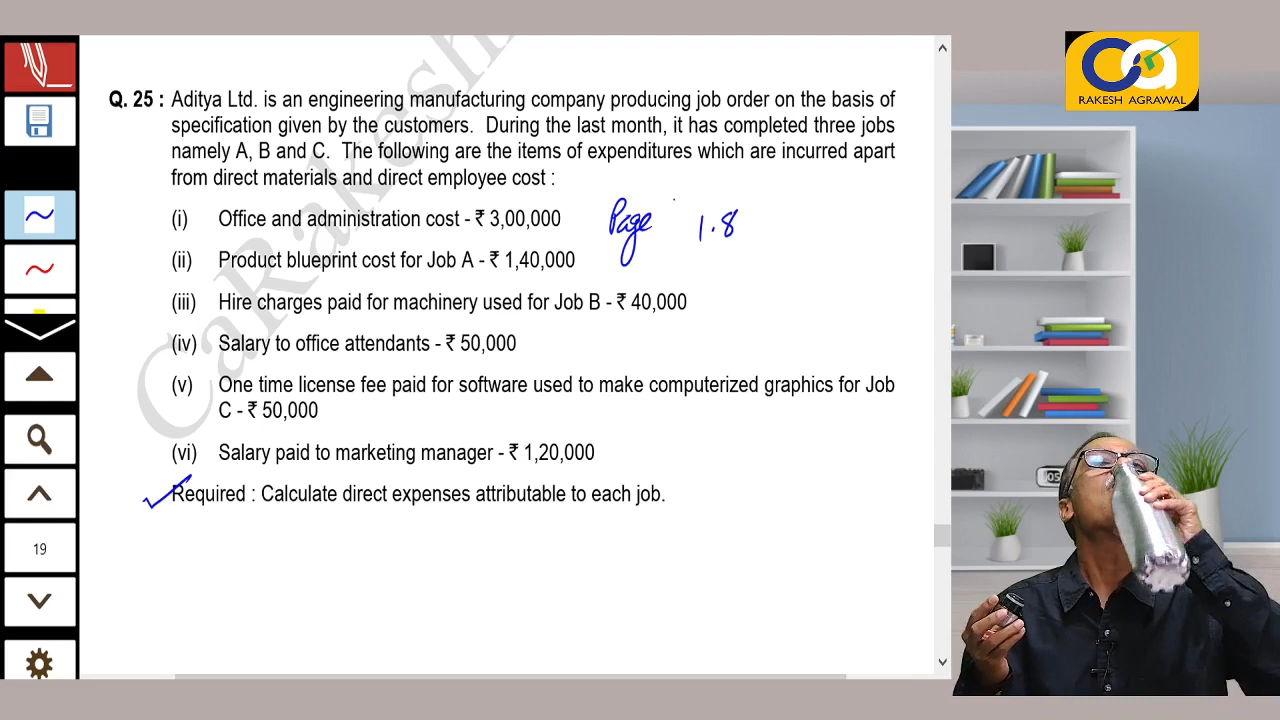 Q. 25 : Aditya Ltd. is an engineering manufacturing company producing job order on the basis of
specification given by the customers. During the last month, it has completed three jobs
namely A, B and C. The following are the items of expenditures which are incurred apart
from direct materials and direct employee cost :
(i) Office and administration cost - ₹ 3,00,000
Page 1.8
(ii) Product blueprint cost for Job A - ₹ 1,40,000
(iii) Hire charges paid for machinery used for Job B - ₹ 40,000
(iv) Salary to office attendants - ₹ 50,000
(v) One time license fee paid for software used to make computerized graphics for Job
C - ₹ 50,000
(vi) Salary paid to marketing manager - ₹ 1,20,000
Required : Calculate direct expenses attributable to each job.
CaRakesh
19
ca
RAKESH AGRAWAL